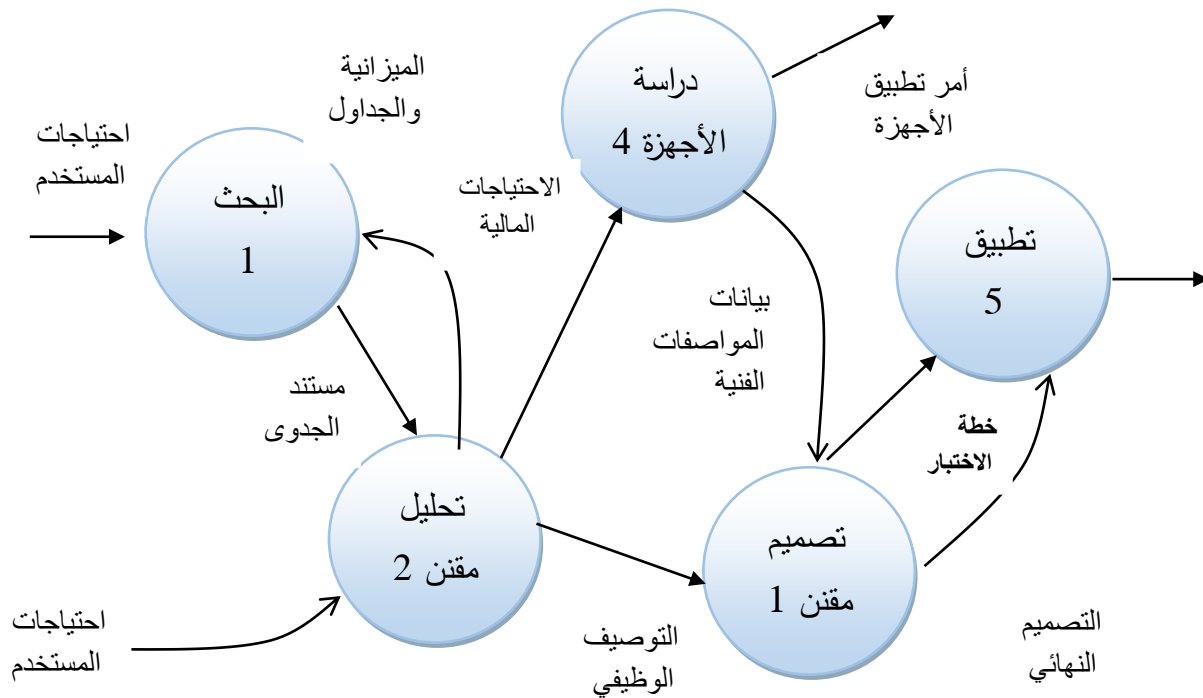 الميزانية
والجداول
دراسة
الأجهزة 4
أمر تطبيق
الأجهزة
احتياجات
المستخدم
البحث
1
الاحتياجات
المالية
تطبيق
5
بيانات
المواصفات
الفنية
مستند
الجدوى
خطة
الاختبار
تحليل
مقنن 2
تصميم
مقنن 1
احتياجات
المستخدم
التوصيف
الوظيفي
التصميم
النهائي